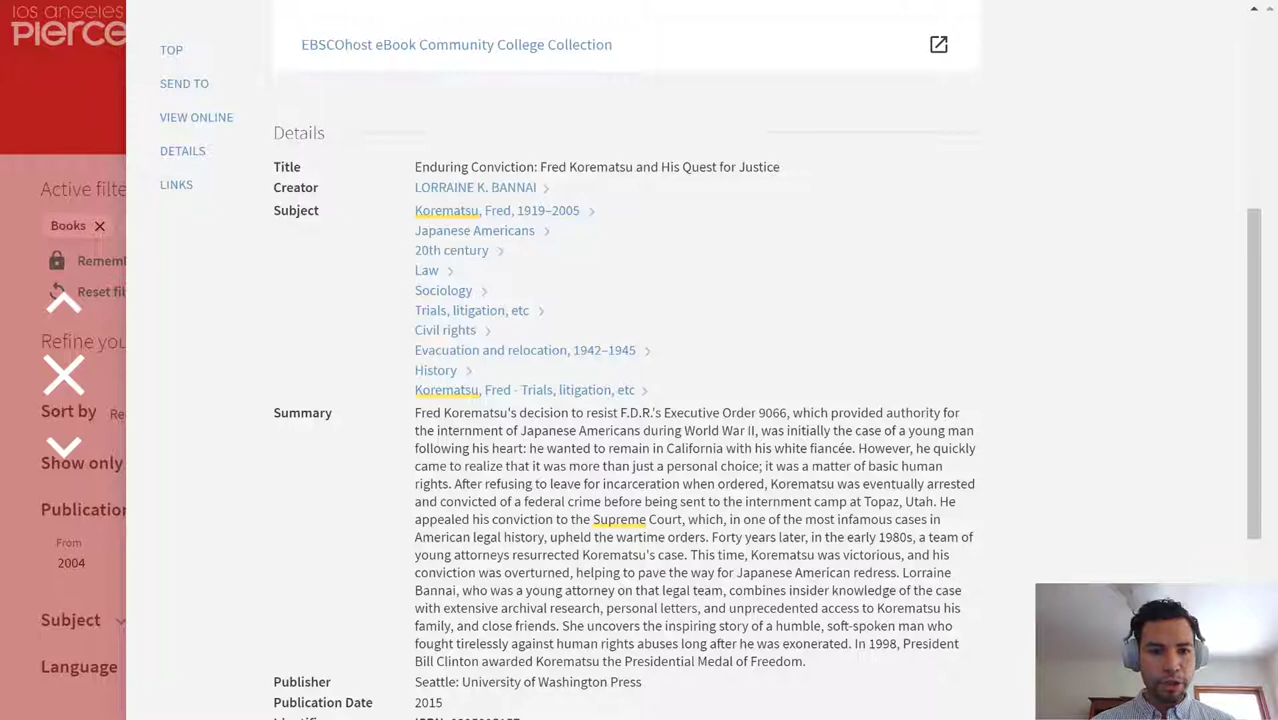 los angeles
PIERCE
TOP
SEND TO
VIEW ONLINE
DETAILS
LINKS
Active filte
Books
Rememb
Reset filt
Refine you
Sort by Re
Show only
Publication
From
2004
Subject
Language
EBSCOhost eBook Community College Collection
Details
Title Enduring Conviction: Fred Korematsu and His Quest for Justice
Creator LORRAINE K. BANNAI
Subject Korematsu, Fred, 1919–2005
Japanese Americans
20th century
Law
Sociology
Trials, litigation, etc
Civil rights
Evacuation and relocation, 1942–1945
History
Korematsu, Fred - Trials, litigation, etc
Summary Fred Korematsu's decision to resist F.D.R.'s Executive Order 9066, which provided authority for
the internment of Japanese Americans during World War II, was initially the case of a young man
following his heart: he wanted to remain in California with his white fiancée. However, he quickly
came to realize that it was more than just a personal choice; it was a matter of basic human
rights. After refusing to leave for incarceration when ordered, Korematsu was eventually arrested
and convicted of a federal crime before being sent to the internment camp at Topaz, Utah. He
appealed his conviction to the Supreme Court, which, in one of the most infamous cases in
American legal history, upheld the wartime orders. Forty years later, in the early 1980s, a team of
young attorneys resurrected Korematsu's case. This time, Korematsu was victorious, and his
conviction was overturned, helping to pave the way for Japanese American redress. Lorraine
Bannai, who was a young attorney on that legal team, combines insider knowledge of the case
with extensive archival research, personal letters, and unprecedented access to Korematsu his
family, and close friends. She uncovers the inspiring story of a humble, soft-spoken man who
fought tirelessly against human rights abuses long after he was exonerated. In 1998, President
Bill Clinton awarded Korematsu the Presidential Medal of Freedom.
Publisher Seattle: University of Washington Press
Publication Date 2015